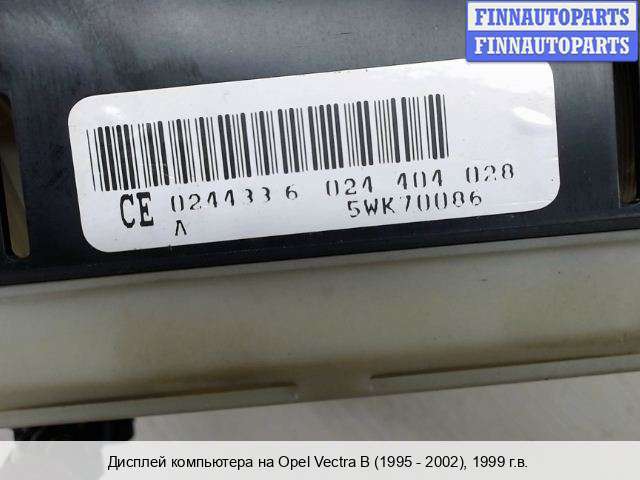 FINNAUTOPARTS
FINNAUTOPARTS
CE 0244336 024 404 028
A 5WK70086
Дисплей компьютера на Opel Vectra B (1995 - 2002), 1999 г.в.